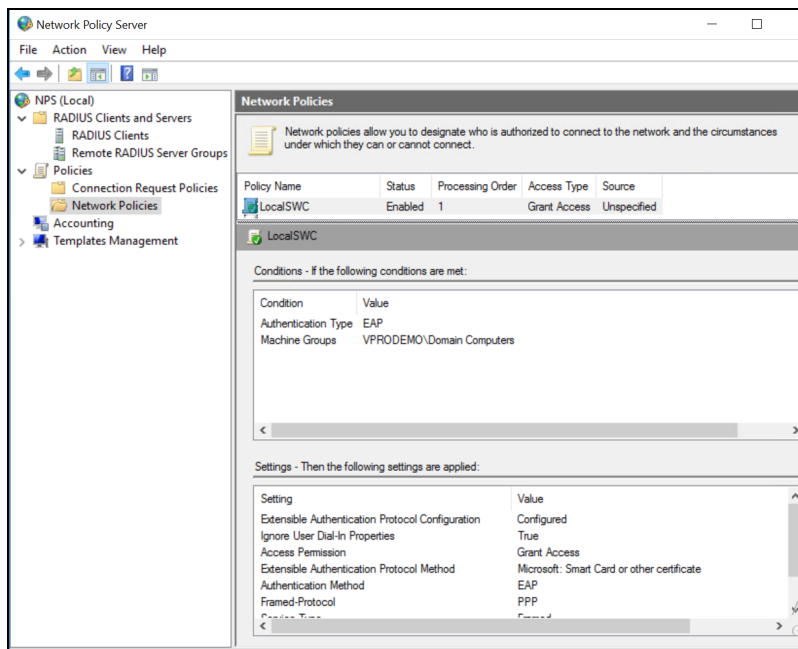 Network Policy Server
File Action View Help
NPS (Local)
RADIUS Clients and Servers
RADIUS Clients
Remote RADIUS Server Groups
Policies
Connection Request Policies
Network Policies
Accounting
Templates Management
Network Policies
Network policies allow you to designate who is authorized to connect to the network and the circumstances
under which they can or cannot connect.
Policy Name Status Processing Order Access Type Source
LocalSWC Enabled 1 Grant Access Unspecified
LocalSWC
Conditions - If the following conditions are met:
Condition Value
Authentication Type EAP
Machine Groups VPRODEMO\Domain Computers
Settings - Then the following settings are applied:
Setting Value
Extensible Authentication Protocol Configuration Configured
Ignore User Dial-In Properties True
Access Permission Grant Access
Extensible Authentication Protocol Method Microsoft: Smart Card or other certificate
Authentication Method EAP
Framed-Protocol PPP
Service-Type Framed